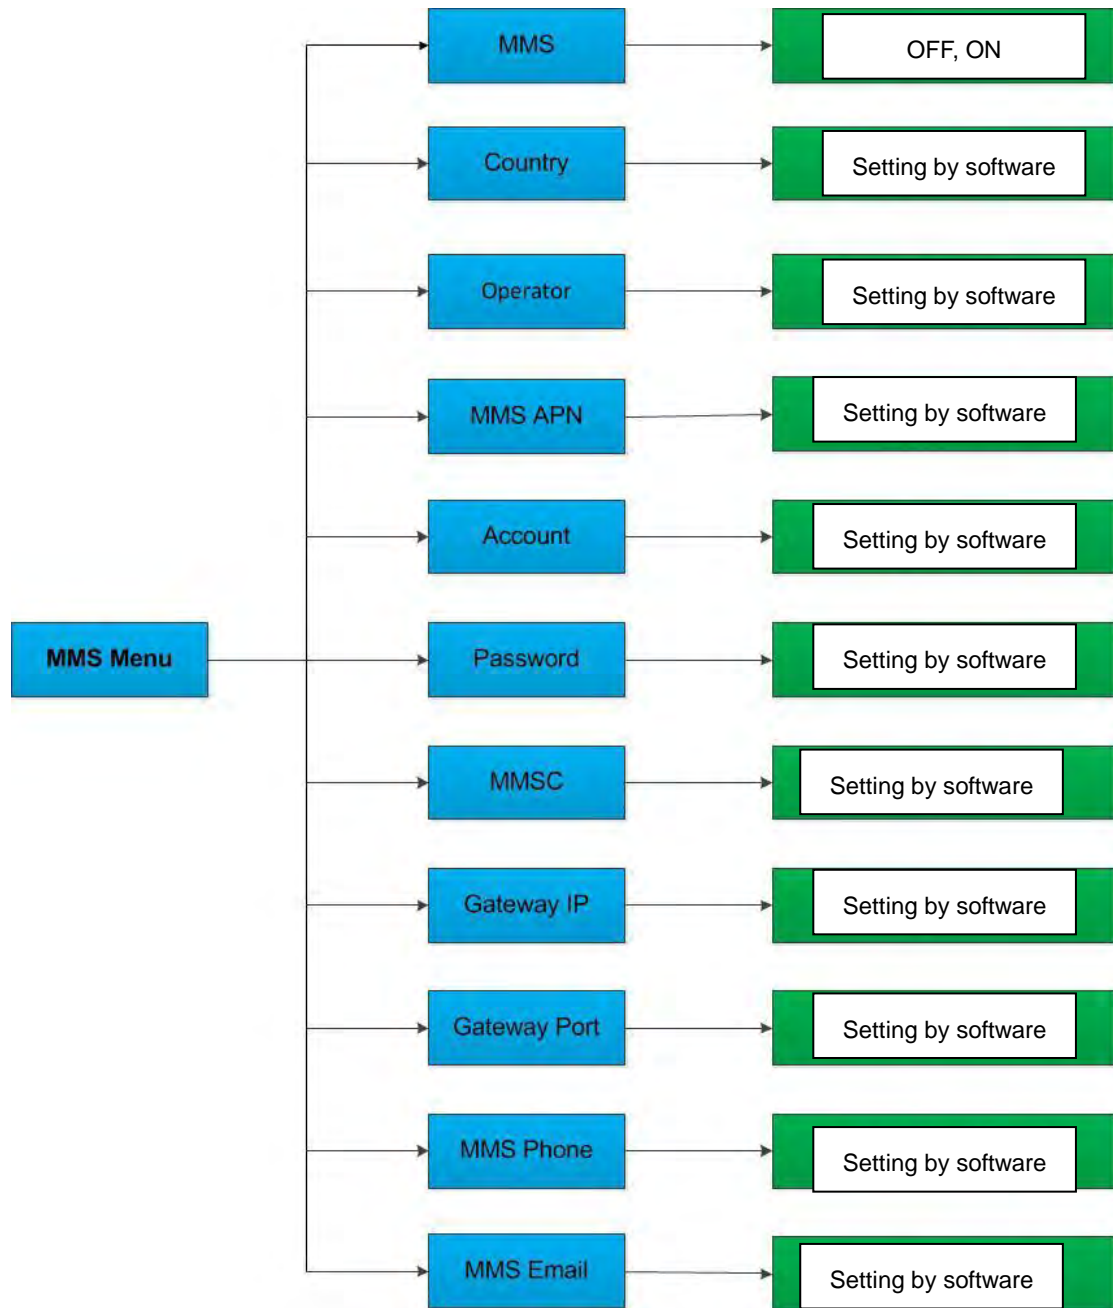 MMS
OFF, ON
Country
Setting by software
Operator
Setting by software
MMS APN
Setting by software
Account
Setting by software
MMS Menu
Password
Setting by software
MMSC
Setting by software
Gateway IP
Setting by software
Gateway Port
Setting by software
MMS Phone
Setting by software
MMS Email
Setting by software